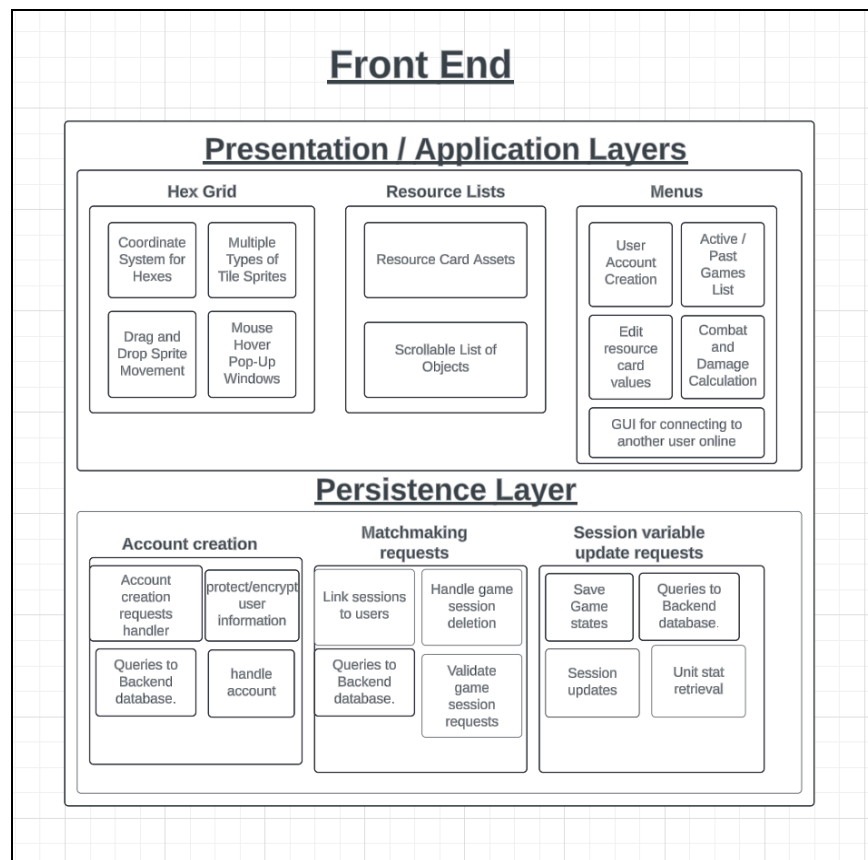 Front End
Presentation / Application Layers
Hex Grid
Coordinate
System for
Hexes
Multiple
Types of
Tile Sprites
Drag and
Drop Sprite
Movement
Mouse
Hover
Pop-Up
Windows
Resource Lists
Resource Card Assets
Scrollable List of
Objects
Menus
User
Account
Creation
Active /
Past
Games
List
Edit
resource
card
values
Combat
and
Damage
Calculation
GUI for connecting to
another user online
Persistence Layer
Account creation
Account
creation
requests
handler
protect/encrypt
user
information
Queries to
Backend
database.
handle
account
Matchmaking
requests
Link sessions
to users
Handle game
session
deletion
Queries to
Backend
database.
Validate
game
session
requests
Session variable
update requests
Save
Game
states
Queries to
Backend
database.
Session
updates
Unit stat
retrieval